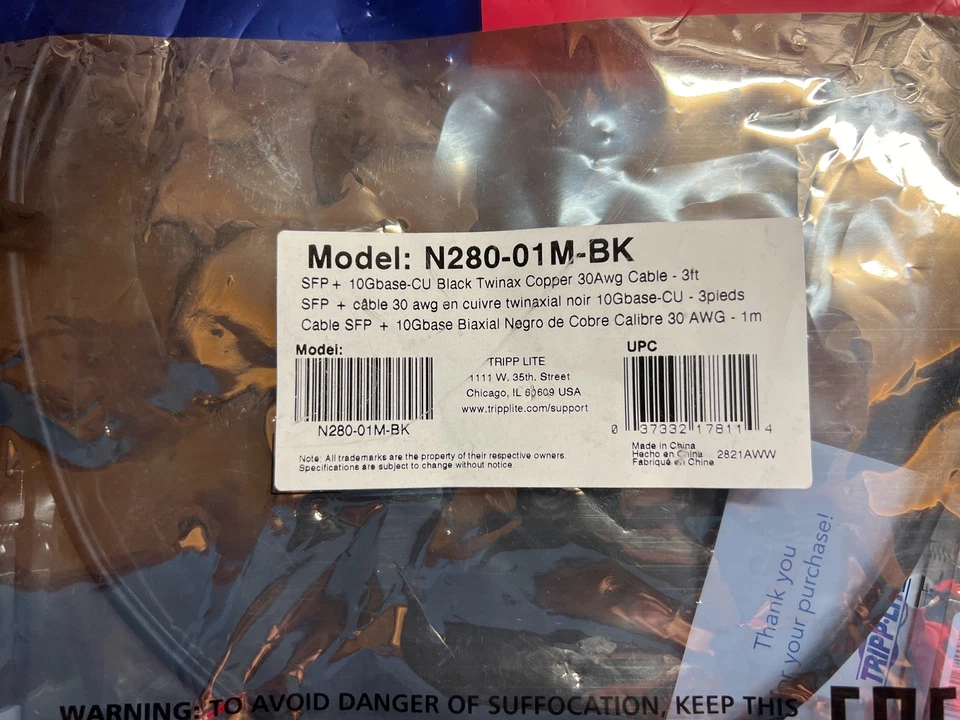 Model: N280-01M-BK
SFP + 10Gbase-CU Black Twinax Copper 30Awg Cable - 3ft
SFP + câble 30 awg en cuivre twinaxial noir 10Gbase-CU - 3pieds
Cable SFP + 10Gbase Biaxial Negro de Cobre Calibre 30 AWG - 1m
Model:
N280-01M-BK
TRIPP LITE
1111 W. 35th. Street
Chicago, IL 60609 USA
www.tripplite.com/support
UPC
0 37332 17811 4
Note: All trademarks are the property of their respective owners.
Specifications are subject to change without notice.
Made in China
Hecho en China 2821AWW
Fabriqué en China
Thank you
your purchase!
TRIPP-LITE
WARNING: TO AVOID DANGER OF SUFFOCATION, KEEP THIS